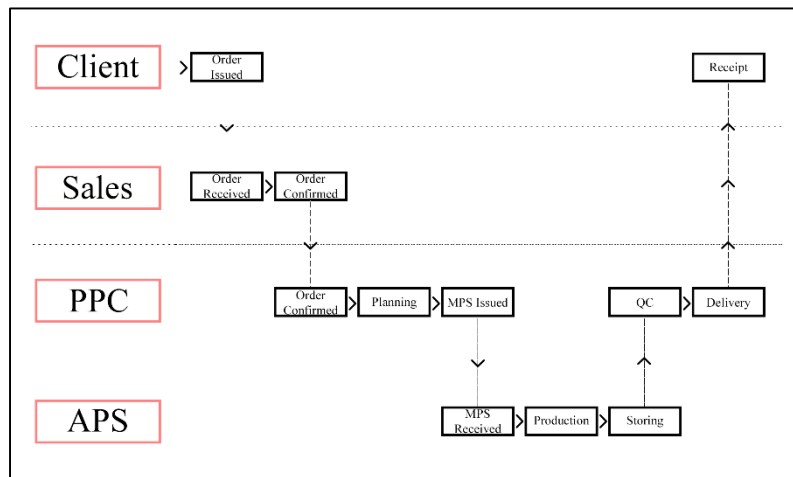 Client
Order
Issued
Receipt
Sales
Order
Received
Order
Confirmed
PPC
Order
Confirmed
Planning
MPS Issued
QC
Delivery
APS
MPS
Received
Production
Storing